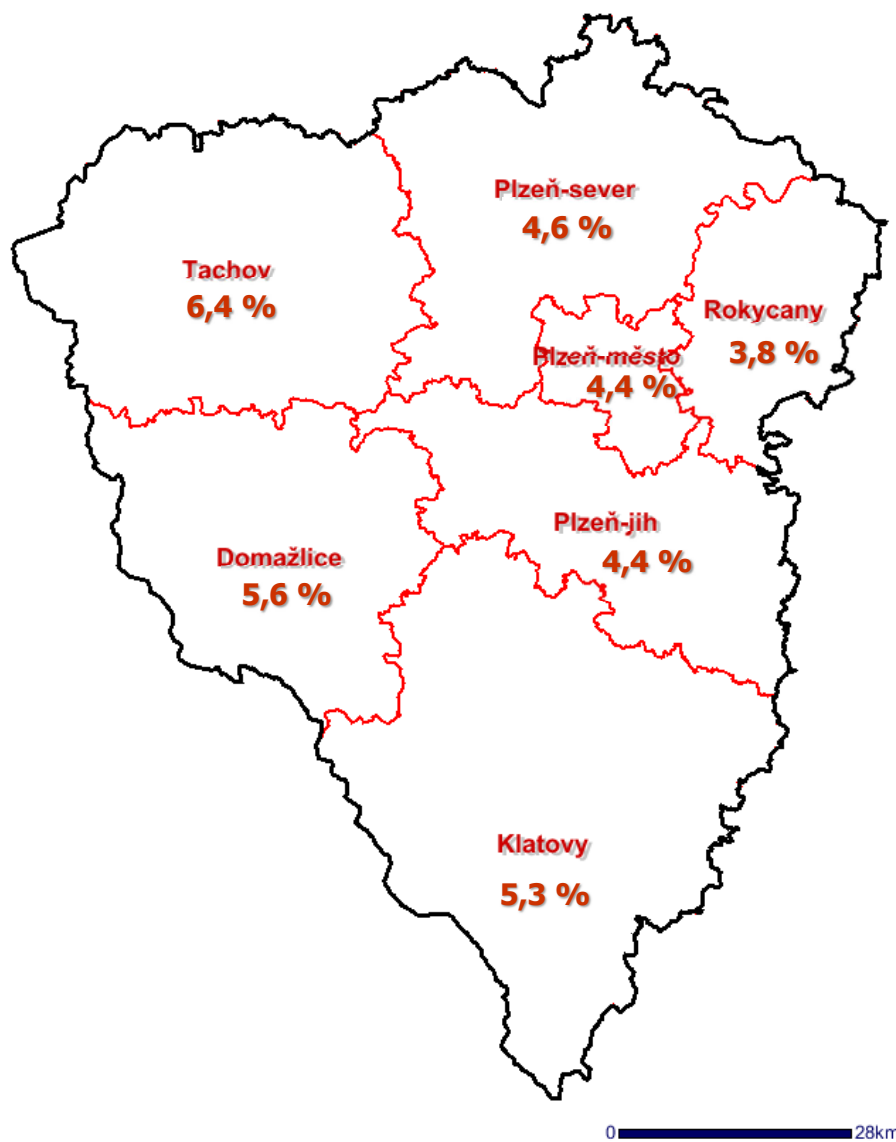 Plzeň-sever
4,6 %
Tachov
6,4 %
Rokycany
3,8 %
Plzeň-město
4,4 %
Plzeň-jih
4,4 %
Domažlice
5,6 %
Klatovy
5,3 %
0 28km